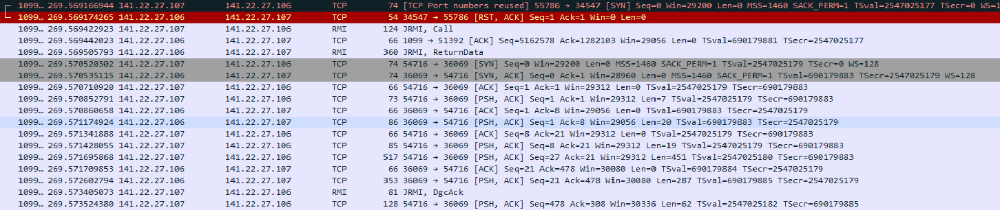 1099… 269.569166944 141.22.27.107 141.22.27.106 TCP 74 [TCP Port numbers reused] 55786 → 34547 [SYN] Seq=0 Win=29200 Len=0 MSS=1460 SACK_PERM=1 TSval=2547025177 TSecr=0 WS=1
1099… 269.569174265 141.22.27.106 141.22.27.107 TCP 54 34547 → 55786 [RST, ACK] Seq=1 Ack=1 Win=0 Len=0
1099… 269.569422923 141.22.27.107 141.22.27.106 RMI 124 JRMI, Call
1099… 269.569442023 141.22.27.106 141.22.27.107 TCP 66 1099 → 51392 [ACK] Seq=5162578 Ack=1282103 Win=29056 Len=0 TSval=690179881 TSecr=2547025177
1099… 269.569505793 141.22.27.106 141.22.27.107 RMI 360 JRMI, ReturnData
1099… 269.570520302 141.22.27.107 141.22.27.106 TCP 74 54716 → 36069 [SYN] Seq=0 Win=29200 Len=0 MSS=1460 SACK_PERM=1 TSval=2547025179 TSecr=0 WS=128
1099… 269.570535115 141.22.27.106 141.22.27.107 TCP 74 36069 → 54716 [SYN, ACK] Seq=0 Ack=1 Win=28960 Len=0 MSS=1460 SACK_PERM=1 TSval=690179883 TSecr=2547025179 WS=128
1099… 269.570710920 141.22.27.107 141.22.27.106 TCP 66 54716 → 36069 [ACK] Seq=1 Ack=1 Win=29312 Len=0 TSval=2547025179 TSecr=690179883
1099… 269.570852791 141.22.27.107 141.22.27.106 TCP 73 54716 → 36069 [PSH, ACK] Seq=1 Ack=1 Win=29312 Len=7 TSval=2547025179 TSecr=690179883
1099… 269.570860658 141.22.27.106 141.22.27.107 TCP 66 36069 → 54716 [ACK] Seq=1 Ack=8 Win=29056 Len=0 TSval=690179883 TSecr=2547025179
1099… 269.571174924 141.22.27.106 141.22.27.107 TCP 86 36069 → 54716 [PSH, ACK] Seq=1 Ack=8 Win=29056 Len=20 TSval=690179883 TSecr=2547025179
1099… 269.571341888 141.22.27.107 141.22.27.106 TCP 66 54716 → 36069 [ACK] Seq=8 Ack=21 Win=29312 Len=0 TSval=2547025179 TSecr=690179883
1099… 269.571428055 141.22.27.107 141.22.27.106 TCP 85 54716 → 36069 [PSH, ACK] Seq=8 Ack=21 Win=29312 Len=19 TSval=2547025179 TSecr=690179883
1099… 269.571695868 141.22.27.107 141.22.27.106 TCP 517 54716 → 36069 [PSH, ACK] Seq=27 Ack=21 Win=29312 Len=451 TSval=2547025180 TSecr=690179883
1099… 269.571709853 141.22.27.106 141.22.27.107 TCP 66 36069 → 54716 [ACK] Seq=21 Ack=478 Win=30080 Len=0 TSval=690179884 TSecr=2547025179
1099… 269.572602794 141.22.27.106 141.22.27.107 TCP 353 36069 → 54716 [PSH, ACK] Seq=21 Ack=478 Win=30080 Len=287 TSval=690179885 TSecr=2547025179
1099… 269.573405073 141.22.27.107 141.22.27.106 RMI 81 JRMI, DgcAck
1099… 269.573524380 141.22.27.107 141.22.27.106 TCP 128 54716 → 36069 [PSH, ACK] Seq=478 Ack=308 Win=30336 Len=62 TSval=2547025182 TSecr=690179885